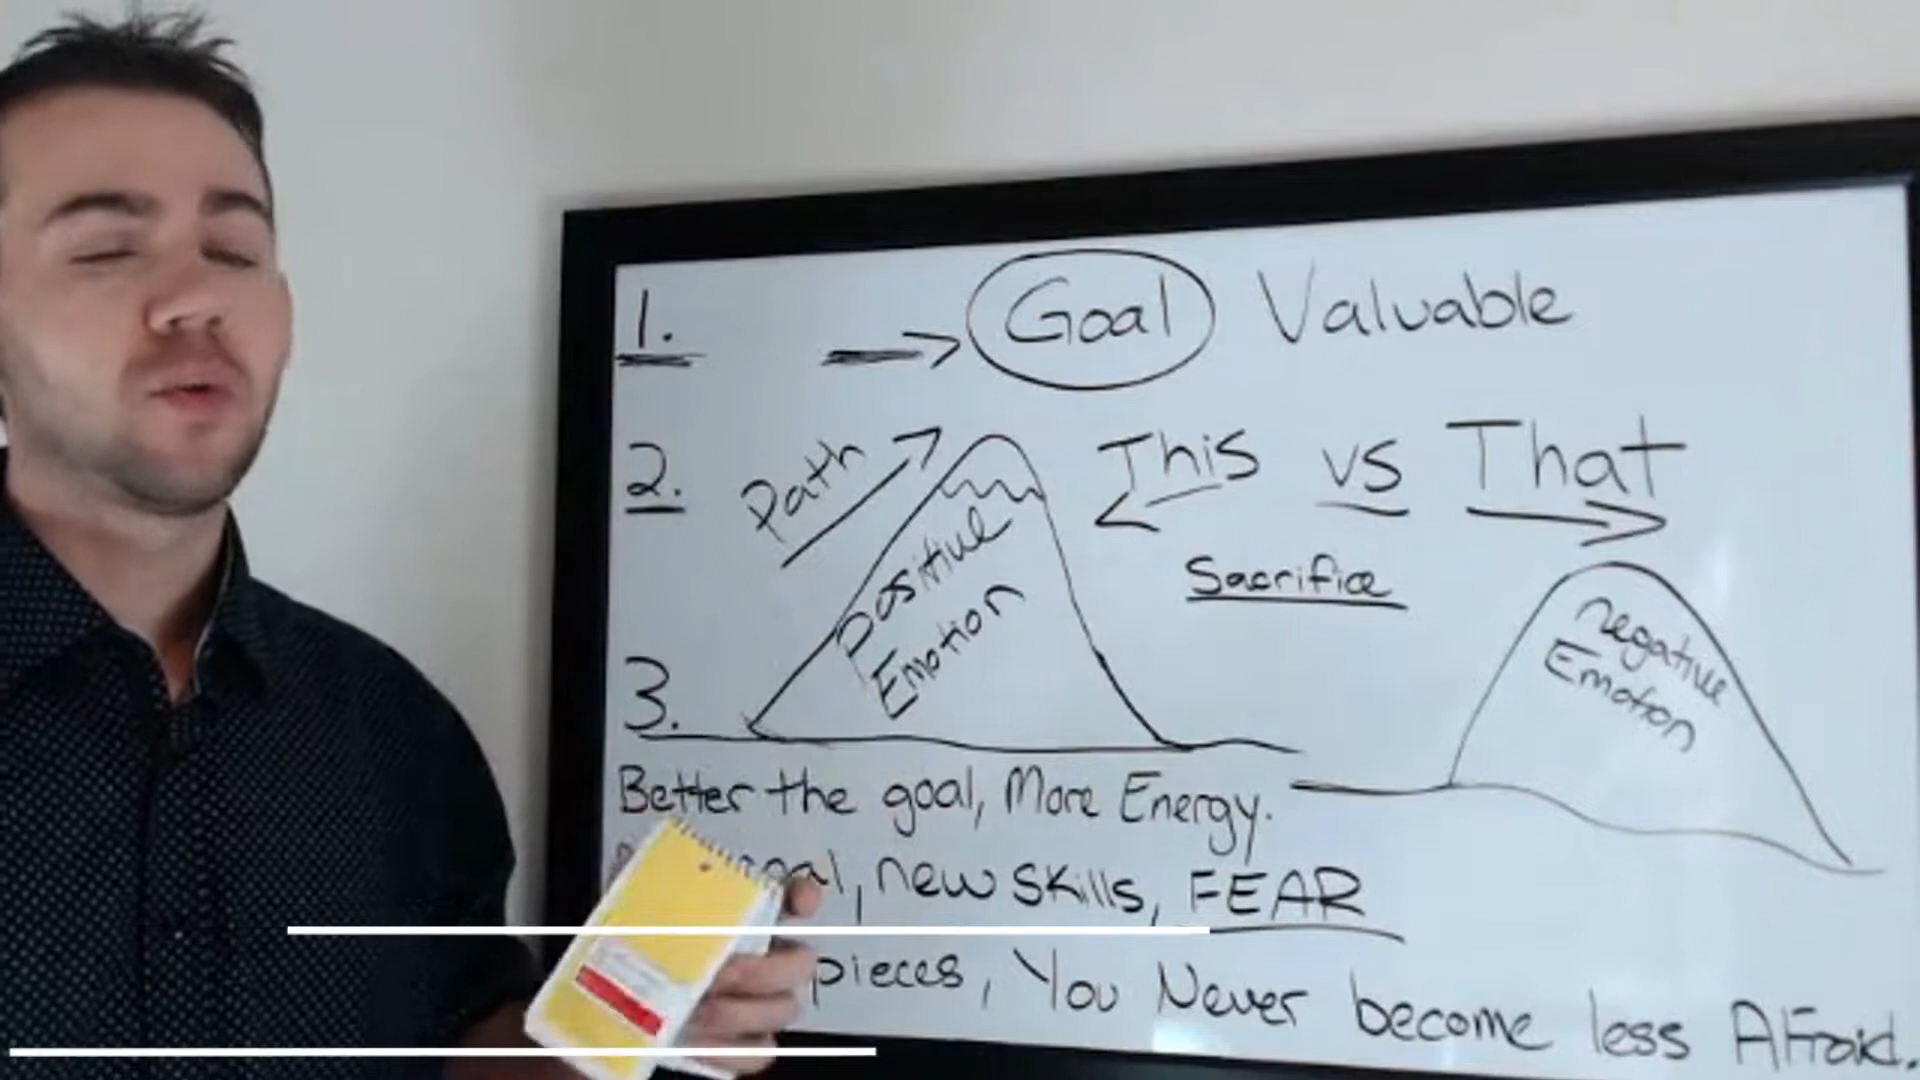 1. → Goal Valuable
2. Path This vs That
Sacrifice
positive
Emotion
negative
Emotion
3.
Better the goal, More Energy.
new skills, FEAR
pieces, You Never become less Afraid.